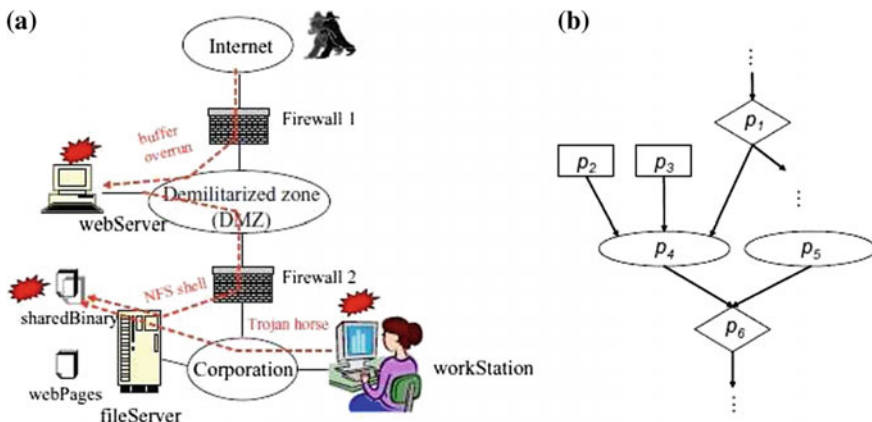 (a)
Internet
Firewall 1
buffer
overrun
Demilitarized zone
(DMZ)
webServer
Firewall 2
NFS shell
sharedBinary
Trojan horse
Corporation
workStation
webPages
fileServer
(b)
p1
p2
p3
p4
p5
p6